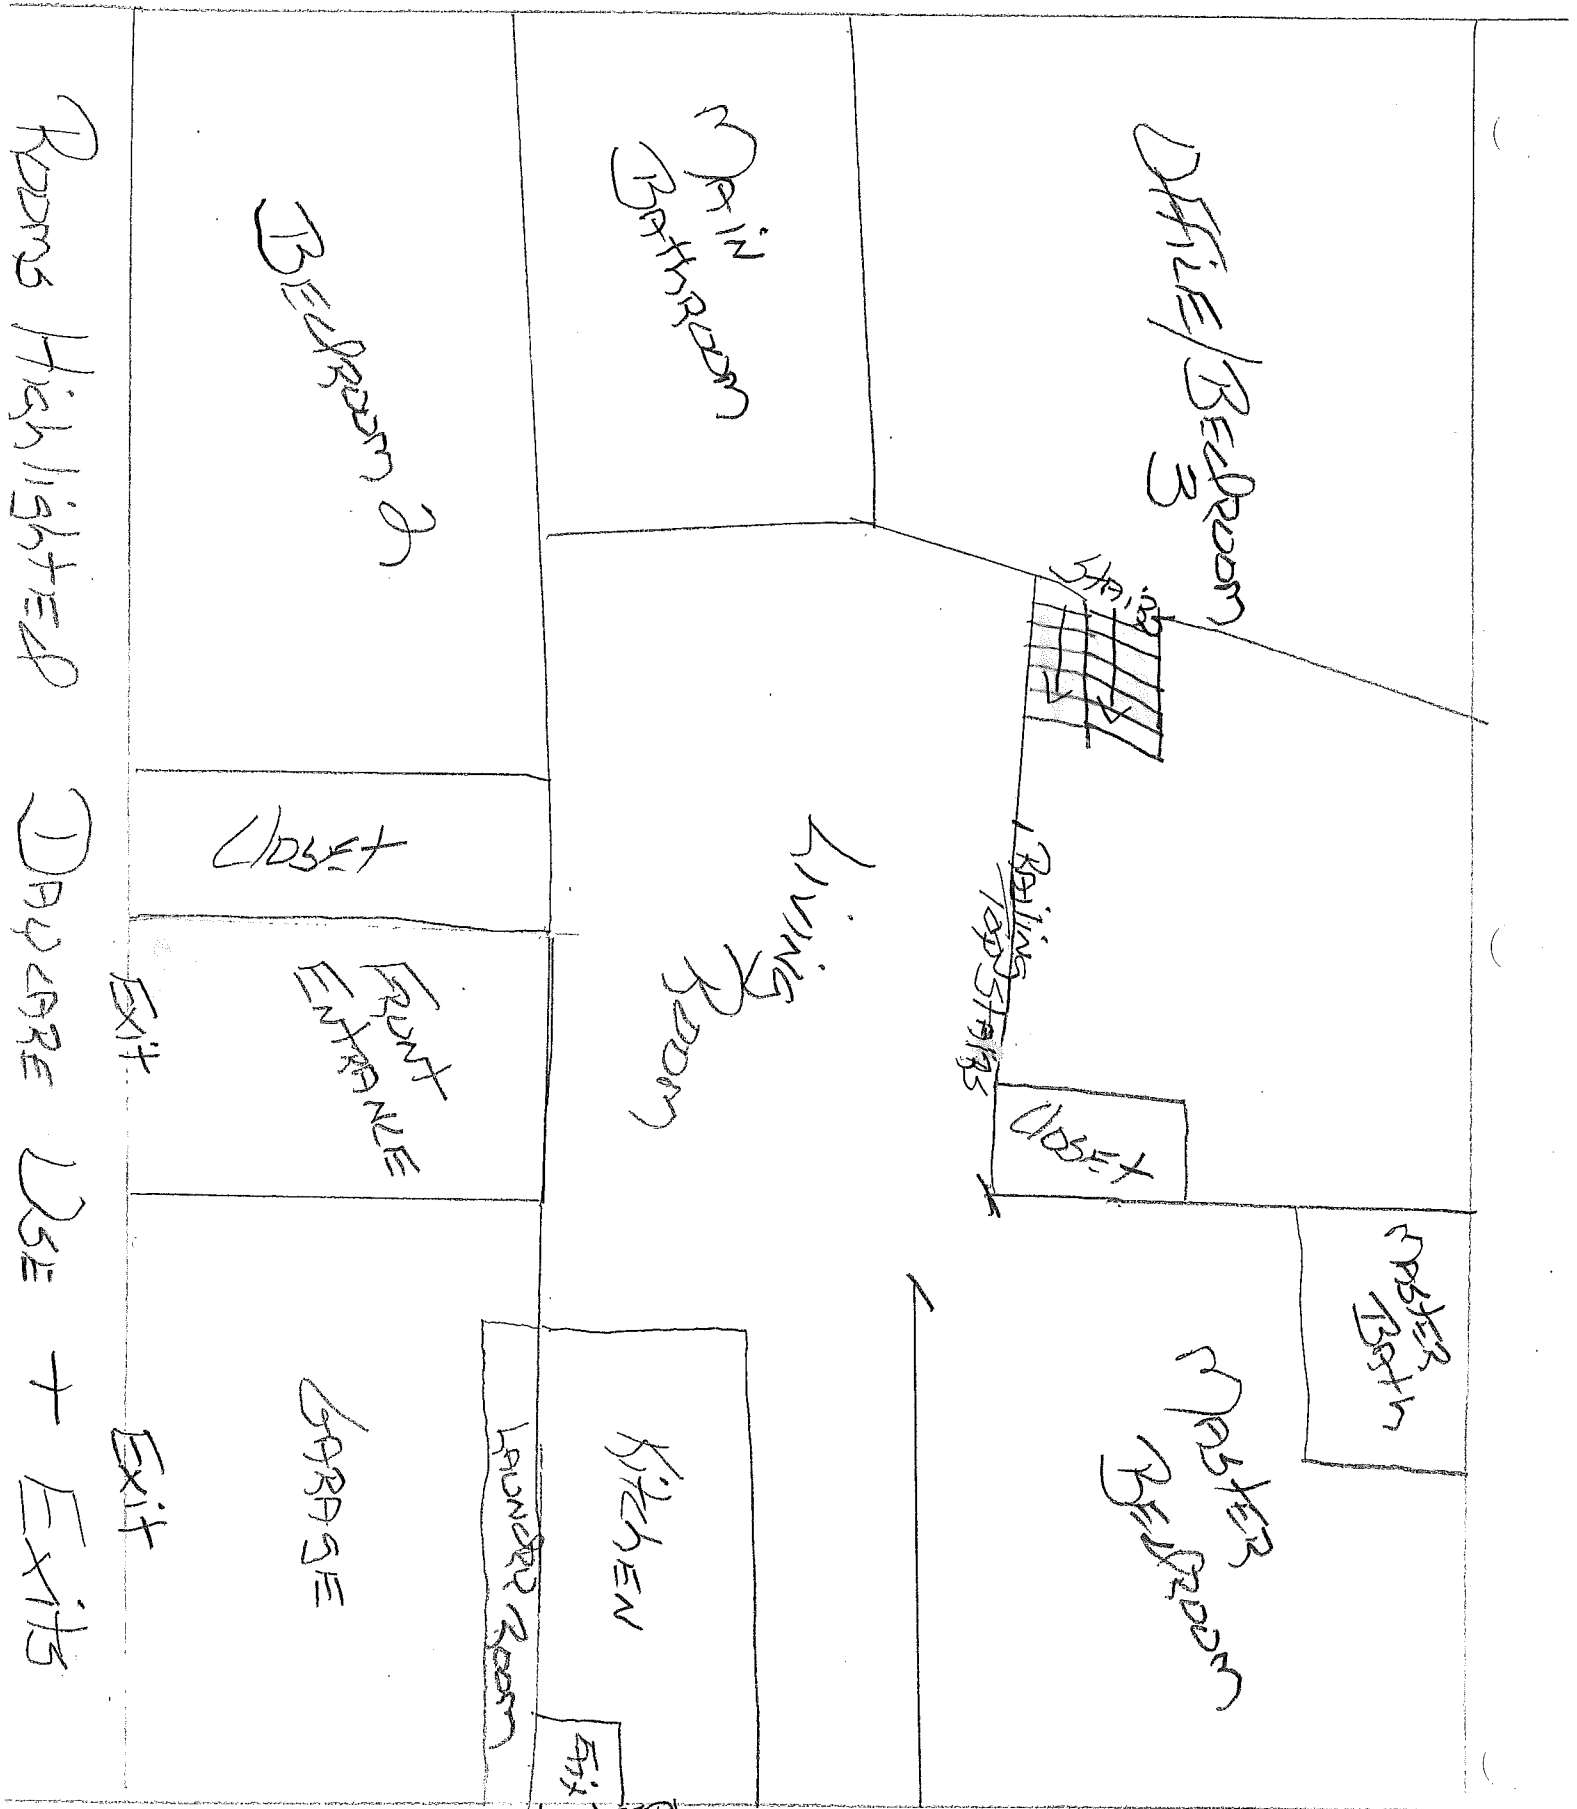 OFFICE/BEDROOM
3
MASTER
BATH
MASTER
BEDROOM
STAIRS
CLOSET
RAILING
TOP STAIRS
MAIN
BATHROOM
LIVING
ROOM
KitchEN
Exit
LAUNDRY ROOM
BEDROOM 2
CLOSET
FRONT
ENTRANCE
GARAGE
Exit
Exit
ROOMS HighlightED DAYCARE USE + Exits